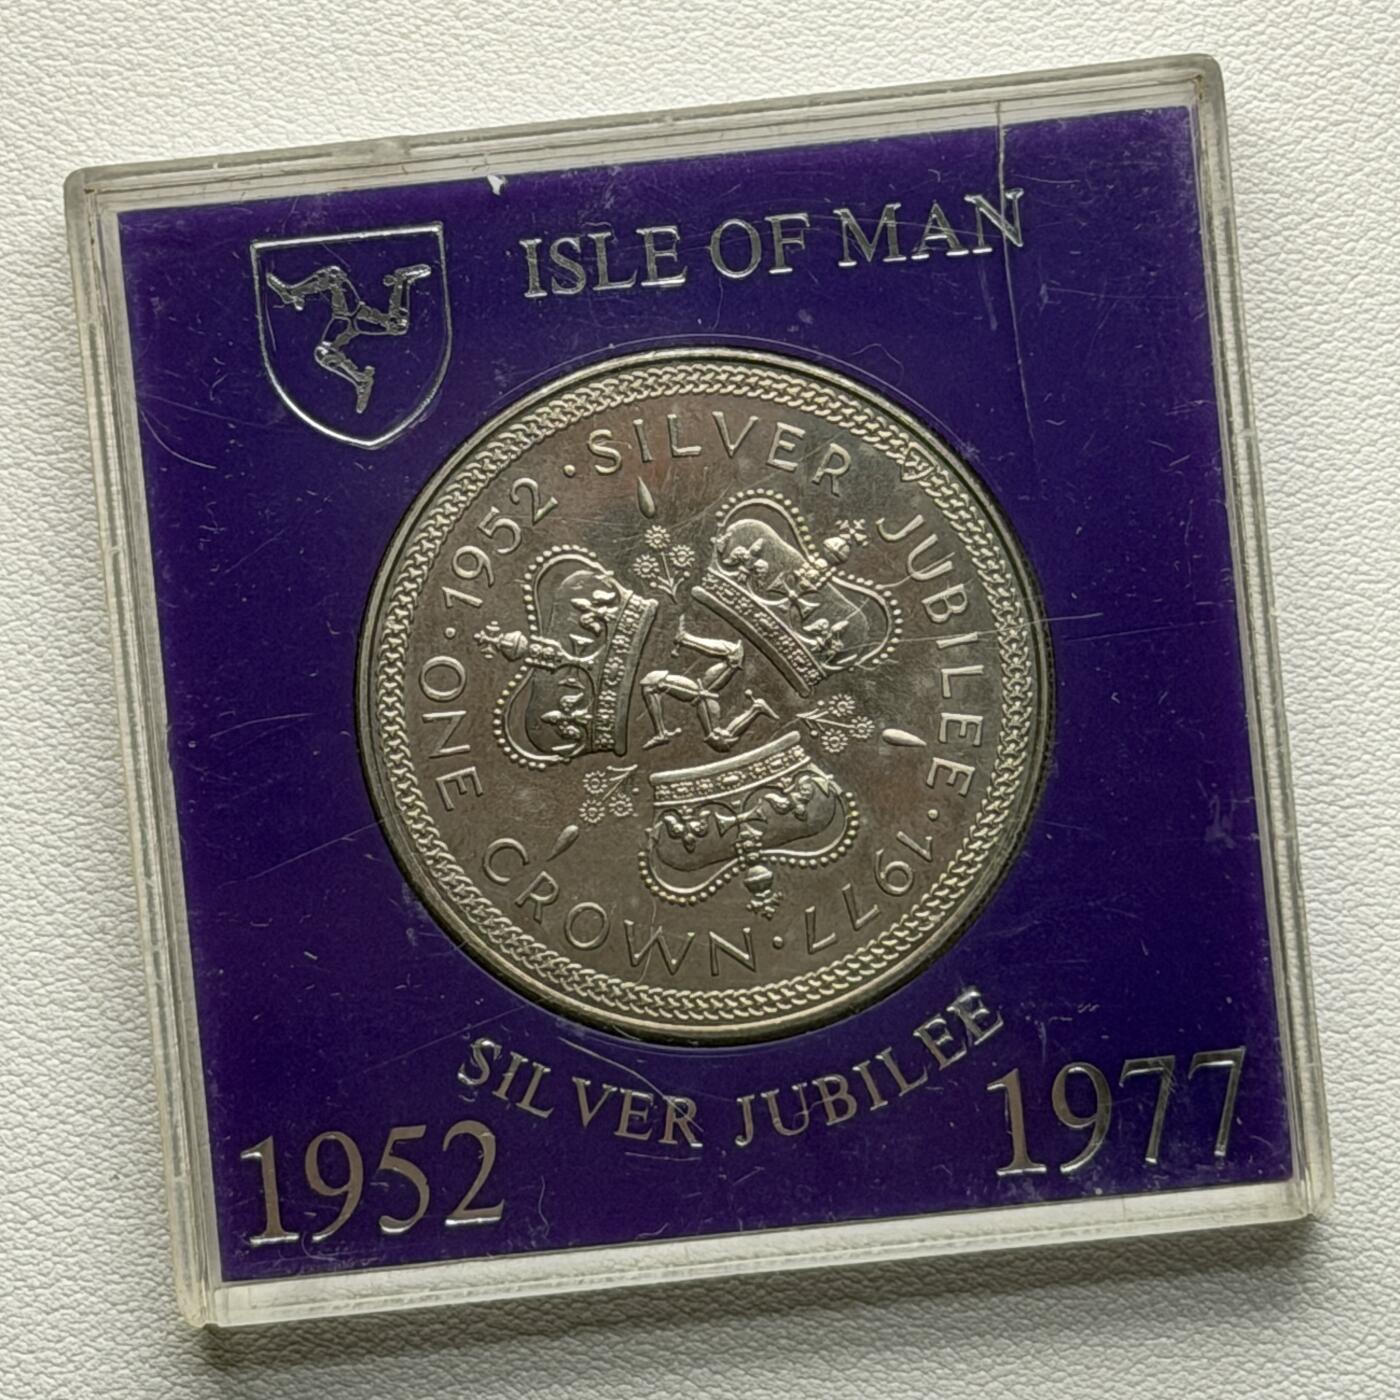 ISLE OF MAN
ONE · 1952 · SILVER JUBILEE · 1977 · CROWN
SILVER JUBILEE
1952 1977